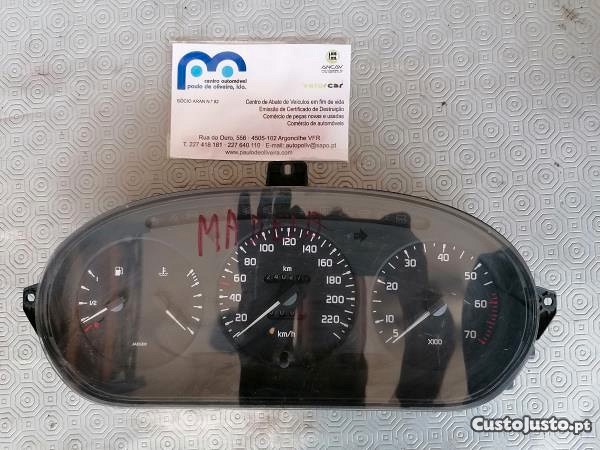 centro automóvel
paulo de oliveira, lda.
ANCAV
valorcar
SÓCIO ARAN N.º 82
Centro de Abate de Veículos em fim de vida
Emissão de Certificado de Destruição
Comércio de peças novas e usadas
Comércio de automóveis
Rua do Ouro, 556 · 4505-102 Argoncilhe VFR
T. 227 418 181 · 227 640 110 · E-mail: autopoliv@sapo.pt
www.paulodeoliveira.com
1/2
JAEGER
20
40
60
80
100
120
140
160
180
200
220
km
km/h
5
10
20
30
40
50
60
70
X100
CustoJusto.pt